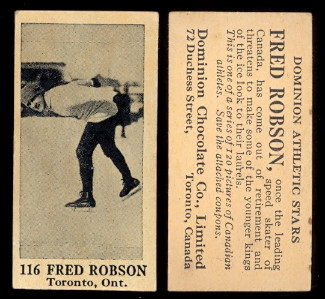 116 FRED ROBSON
Toronto, Ont.
DOMINION ATHLETIC STARS
FRED ROBSON, once the leading
speed skater of
Canada, has come out of retirement and
threatens to make some of the younger kings
of the ice look to their laurels.
This is one of a series of 120 pictures of Canadian
athletes. Save the attached coupons.
Dominion Chocolate Co., Limited
72 Duchess Street, Toronto, Canada